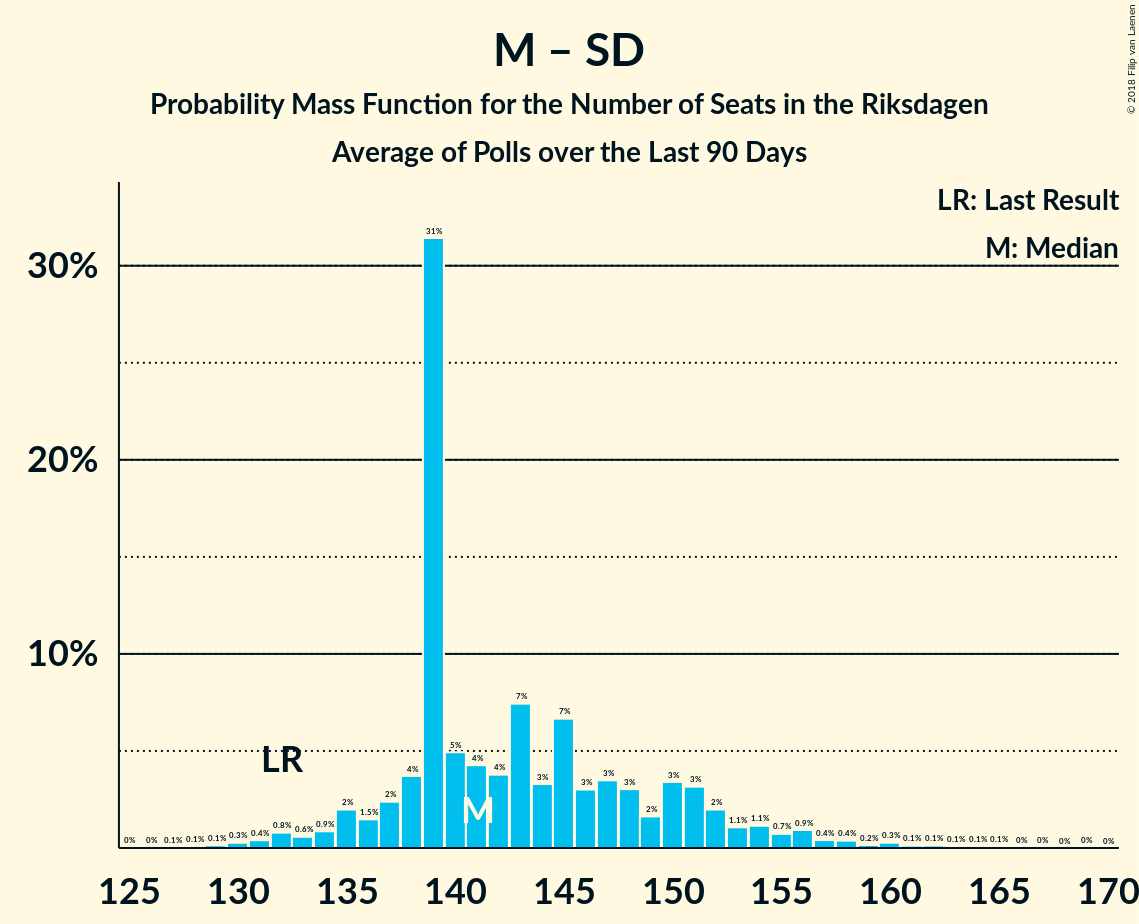 M – SD
Probability Mass Function for the Number of Seats in the Riksdagen
Average of Polls over the Last 90 Days
© 2018 Filip van Laenen
LR: Last Result
M: Median
30%
20%
10%
LR
M
0% 0% 0.1% 0.1% 0.1% 0.3% 0.4% 0.8% 0.6% 0.9% 2% 1.5% 2% 4% 31% 5% 4% 4% 7% 3% 7% 3% 3% 3% 2% 3% 3% 2% 1.1% 1.1% 0.7% 0.9% 0.4% 0.4% 0.2% 0.3% 0.1% 0.1% 0.1% 0.1% 0.1% 0% 0% 0% 0% 0%
125 130 135 140 145 150 155 160 165 170